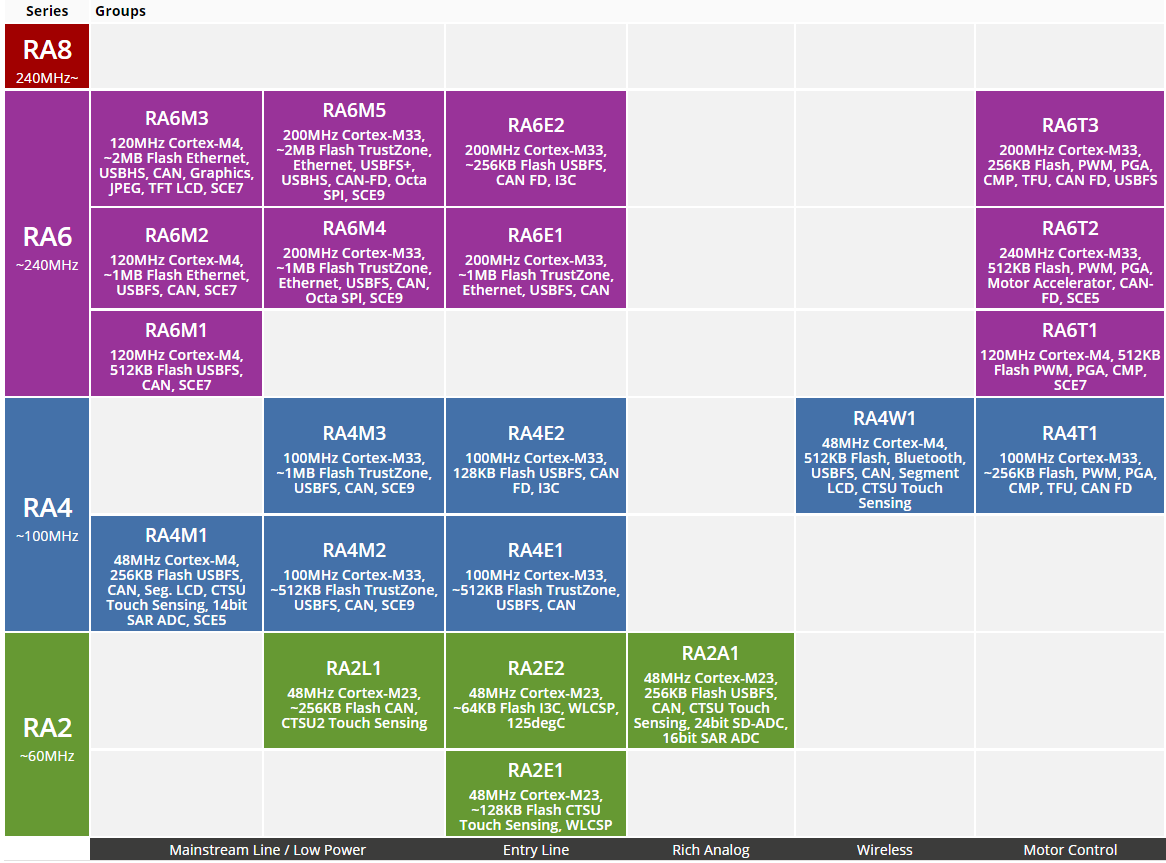 Series
Groups
RA8
240MHz~
RA6
~240MHz
RA6M3
120MHz Cortex-M4,
~2MB Flash Ethernet,
USBHS, CAN, Graphics,
JPEG, TFT LCD, SCE7
RA6M5
200MHz Cortex-M33,
~2MB Flash TrustZone,
Ethernet, USBFS+,
USBHS, CAN-FD, Octa
SPI, SCE9
RA6E2
200MHz Cortex-M33,
~256KB Flash USBFS,
CAN FD, I3C
RA6T3
200MHz Cortex-M33,
256KB Flash, PWM, PGA,
CMP, TFU, CAN FD, USBFS
RA6M2
120MHz Cortex-M4,
~1MB Flash Ethernet,
USBFS, CAN, SCE7
RA6M4
200MHz Cortex-M33,
~1MB Flash TrustZone,
Ethernet, USBFS, CAN,
Octa SPI, SCE9
RA6E1
200MHz Cortex-M33,
~1MB Flash TrustZone,
Ethernet, USBFS, CAN
RA6T2
240MHz Cortex-M33,
512KB Flash, PWM, PGA,
Motor Accelerator, CAN-
FD, SCE5
RA6M1
120MHz Cortex-M4,
512KB Flash USBFS,
CAN, SCE7
RA6T1
120MHz Cortex-M4, 512KB
Flash PWM, PGA, CMP,
SCE7
RA4
~100MHz
RA4M3
100MHz Cortex-M33,
~1MB Flash TrustZone,
USBFS, CAN, SCE9
RA4E2
100MHz Cortex-M33,
128KB Flash USBFS, CAN
FD, I3C
RA4W1
48MHz Cortex-M4,
512KB Flash, Bluetooth,
USBFS, CAN, Segment
LCD, CTSU Touch
Sensing
RA4T1
100MHz Cortex-M33,
~256KB Flash, PWM, PGA,
CMP, TFU, CAN FD
RA4M1
48MHz Cortex-M4,
256KB Flash USBFS,
CAN, Seg. LCD, CTSU
Touch Sensing, 14bit
SAR ADC, SCE5
RA4M2
100MHz Cortex-M33,
~512KB Flash TrustZone,
USBFS, CAN, SCE9
RA4E1
100MHz Cortex-M33,
~512KB Flash TrustZone,
USBFS, CAN
RA2
~60MHz
RA2L1
48MHz Cortex-M23,
~256KB Flash CAN,
CTSU2 Touch Sensing
RA2E2
48MHz Cortex-M23,
~64KB Flash I3C, WLCSP,
125degC
RA2A1
48MHz Cortex-M23,
256KB Flash USBFS,
CAN, CTSU Touch
Sensing, 24bit SD-ADC,
16bit SAR ADC
RA2E1
48MHz Cortex-M23,
~128KB Flash CTSU
Touch Sensing, WLCSP
Mainstream Line / Low Power
Entry Line
Rich Analog
Wireless
Motor Control